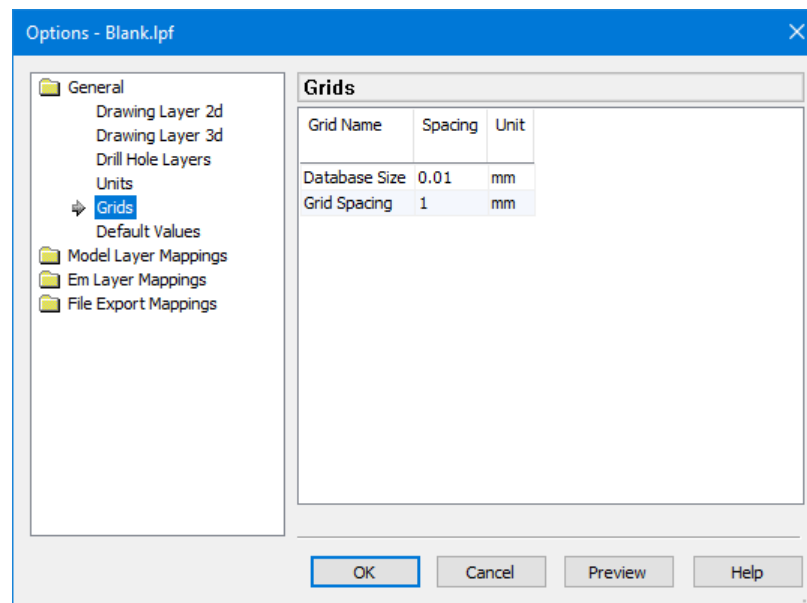 Options - Blank.lpf
General
Drawing Layer 2d
Drawing Layer 3d
Drill Hole Layers
Units
Grids
Default Values
Model Layer Mappings
Em Layer Mappings
File Export Mappings
Grids
Grid Name Spacing Unit
Database Size 0.01 mm
Grid Spacing 1 mm
OK Cancel Preview Help